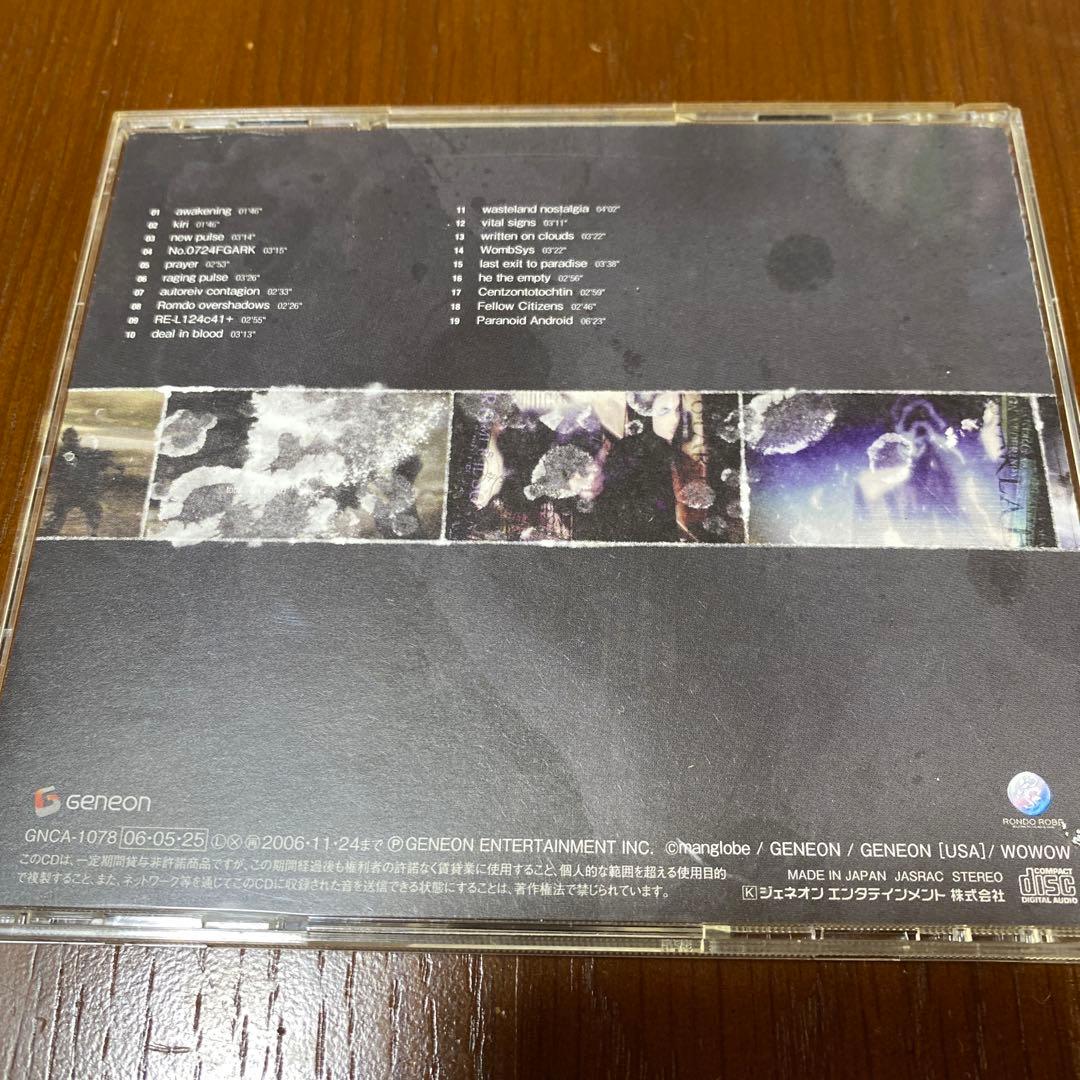 01 awakening 01'46"
02 kiri 01'46"
03 new pulse 03'14"
04 No.0724FGARK 03'15"
05 prayer 02'53"
06 raging pulse 03'26"
07 autoreiv contagion 02'33"
08 Romdo overshadows 02'26"
09 RE-L124c41+ 02'55"
10 deal in blood 03'13"
11 wasteland nostalgia 04'02"
12 vital signs 03'11"
13 written on clouds 03'22"
14 WombSys 03'22"
15 last exit to paradise 03'38"
16 he the empty 02'56"
17 Centzontotochtin 02'59"
18 Fellow Citizens 02'46"
19 Paranoid Android 06'23"
GENEON
RONDO ROBE
GNCA-1078 06・05・25 Ⓛ Ⓧ ㊞ 2006・11・24まで ⓅGENEON ENTERTAINMENT INC. ©manglobe / GENEON / GENEON [USA] / WOWOW
このCDは、一定期間貸与非許諾商品ですが、この期間経過後も権利者の許諾なく賃貸業に使用すること、個人的な範囲を超える使用目的
で複製すること、また、ネットワーク等を通じてこのCDに収録された音を送信できる状態にすることは、著作権法で禁じられています。
MADE IN JAPAN JASRAC STEREO
K ジェネオン エンタテインメント 株式会社
COMPACT
disc
DIGITAL AUDIO